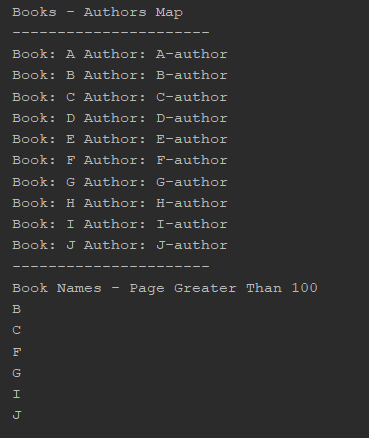 Books - Authors Map
----------------------
Book: A Author: A-author
Book: B Author: B-author
Book: C Author: C-author
Book: D Author: D-author
Book: E Author: E-author
Book: F Author: F-author
Book: G Author: G-author
Book: H Author: H-author
Book: I Author: I-author
Book: J Author: J-author
----------------------
Book Names - Page Greater Than 100
B
C
F
G
I
J